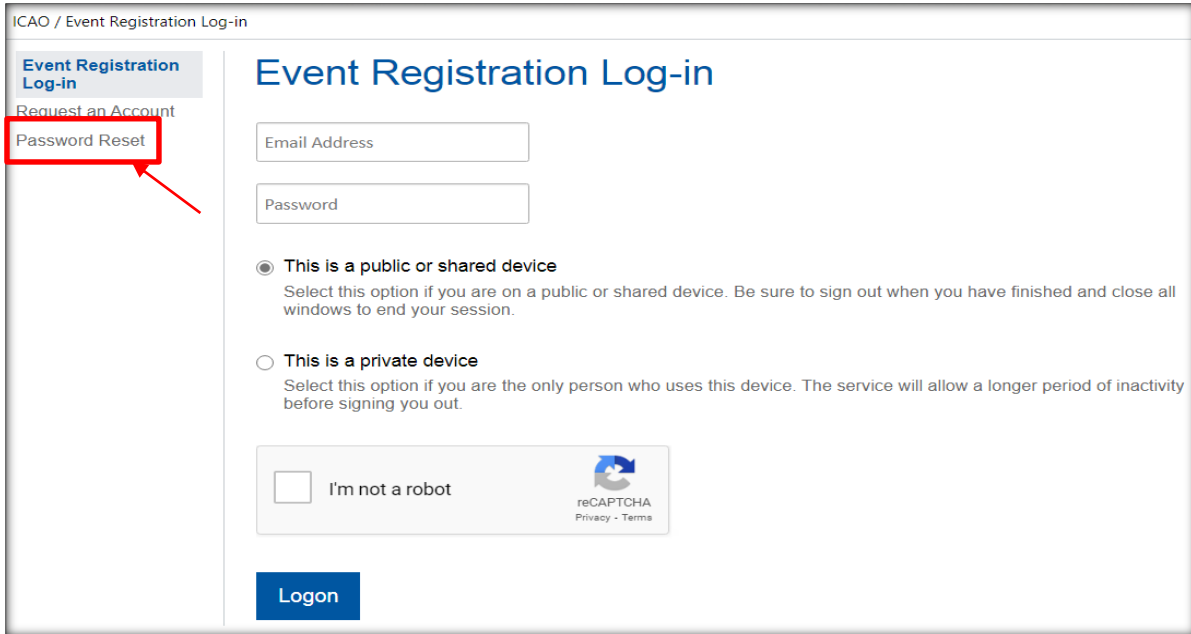 ICAO / Event Registration Log-in
Event Registration
Log-in
Request an Account
Password Reset
Event Registration Log-in
Email Address
Password
This is a public or shared device
Select this option if you are on a public or shared device. Be sure to sign out when you have finished and close all
windows to end your session.
This is a private device
Select this option if you are the only person who uses this device. The service will allow a longer period of inactivity
before signing you out.
I'm not a robot
reCAPTCHA
Privacy - Terms
Logon